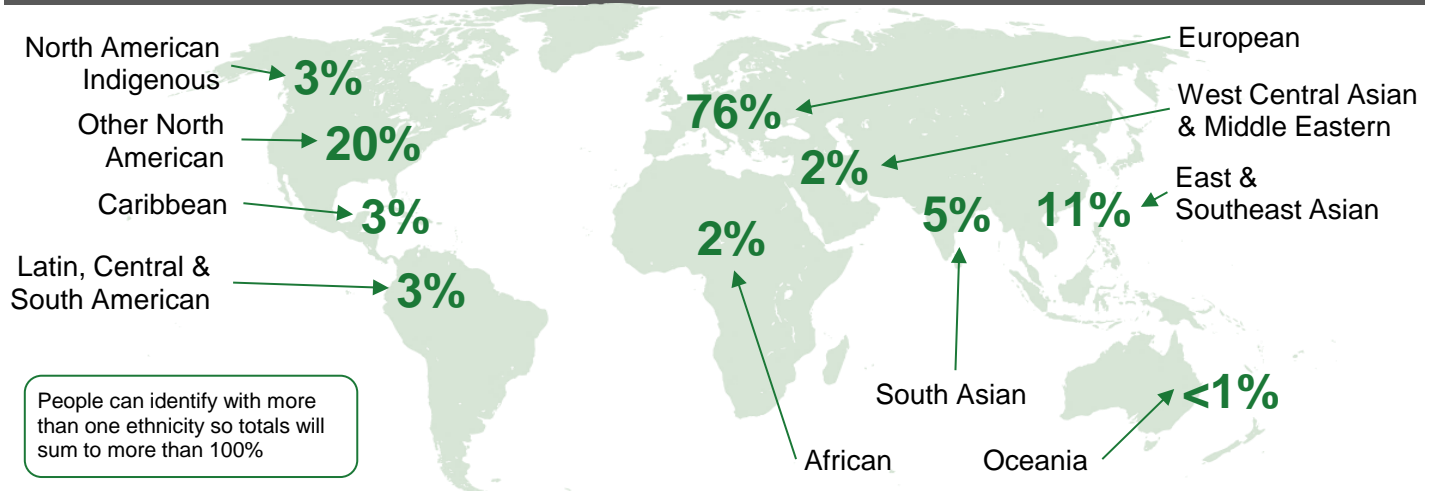 North American
Indigenous
3%
Other North
American
20%
Caribbean
3%
Latin, Central &
South American
3%
European
76%
West Central Asian
& Middle Eastern
2%
East &
Southeast Asian
11%
5%
South Asian
2%
African
<1%
Oceania
People can identify with more
than one ethnicity so totals will
sum to more than 100%